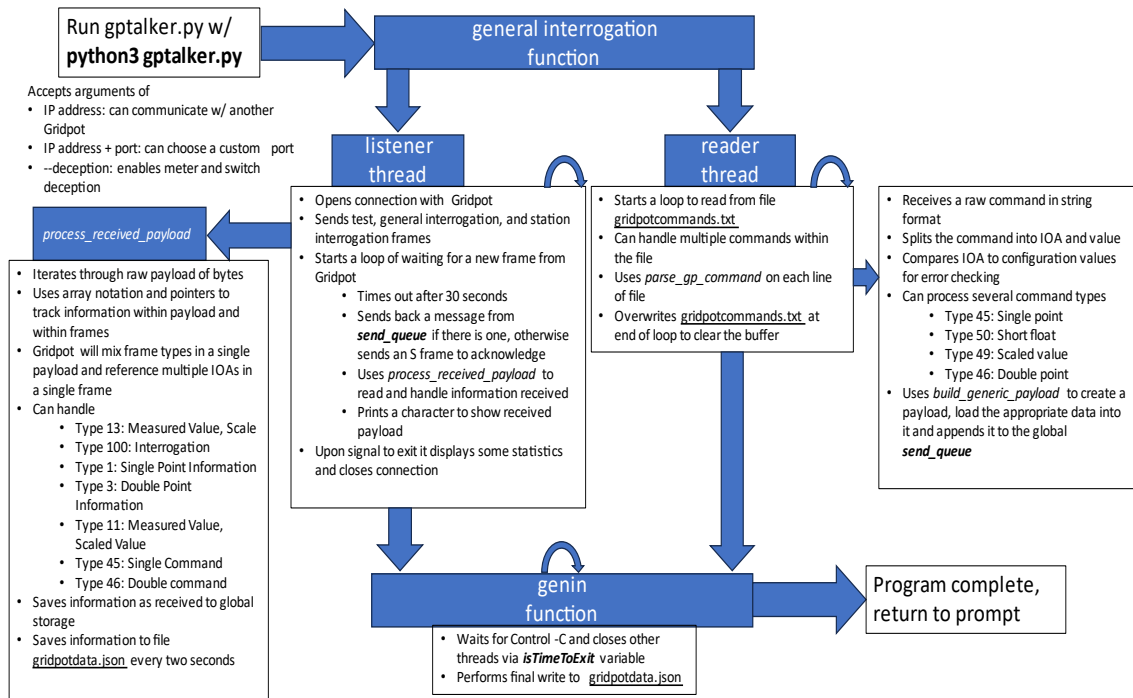 Run gptalker.py w/
python3 gptalker.py
general interrogation
function
Accepts arguments of
• IP address: can communicate w/ another
Gridpot
• IP address + port: can choose a custom port
• --deception: enables meter and switch
deception
listener
thread
reader
thread
process_received_payload
• Iterates through raw payload of bytes
• Uses array notation and pointers to
track information within payload and
within frames
• Gridpot will mix frame types in a single
payload and reference multiple IOAs in
a single frame
• Can handle
• Type 13: Measured Value, Scale
• Type 100: Interrogation
• Type 1: Single Point Information
• Type 3: Double Point
Information
• Type 11: Measured Value,
Scaled Value
• Type 45: Single Command
• Type 46: Double command
• Saves information as received to global
storage
• Saves information to file
gridpotdata.json every two seconds
• Opens connection with Gridpot
• Sends test, general interrogation, and station
interrogation frames
• Starts a loop of waiting for a new frame from
Gridpot
• Times out after 30 seconds
• Sends back a message from
send_queue if there is one, otherwise
sends an S frame to acknowledge
• Uses process_received_payload to
read and handle information received
• Prints a character to show received
payload
• Upon signal to exit it displays some statistics
and closes connection
• Starts a loop to read from file
gridpotcommands.txt
• Can handle multiple commands within
the file
• Uses parse_gp_command on each line
of file
• Overwrites gridpotcommands.txt at
end of loop to clear the buffer
• Receives a raw command in string
format
• Splits the command into IOA and value
• Compares IOA to configuration values
for error checking
• Can process several command types
• Type 45: Single point
• Type 50: Short float
• Type 49: Scaled value
• Type 46: Double point
• Uses build_generic_payload to create a
payload, load the appropriate data into
it and appends it to the global
send_queue
genin
function
• Waits for Control -C and closes other
threads via isTimeToExit variable
• Performs final write to gridpotdata.json
Program complete,
return to prompt